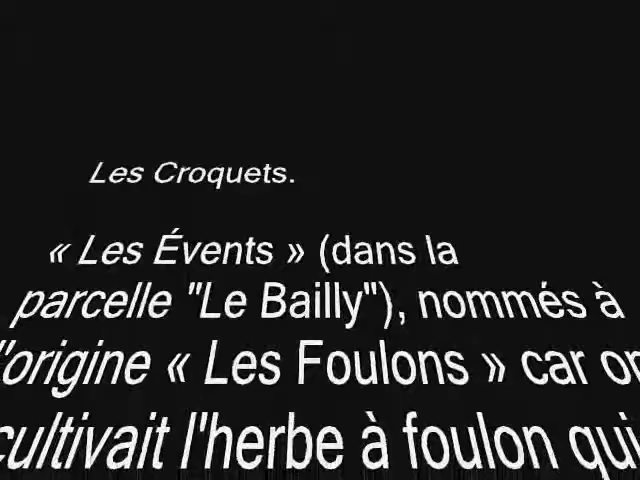 Les Croquets.
« Les Évents » (dans la
parcelle "Le Bailly"), nommés à
l'origine « Les Foulons » car on
cultivait l'herbe à foulon qui